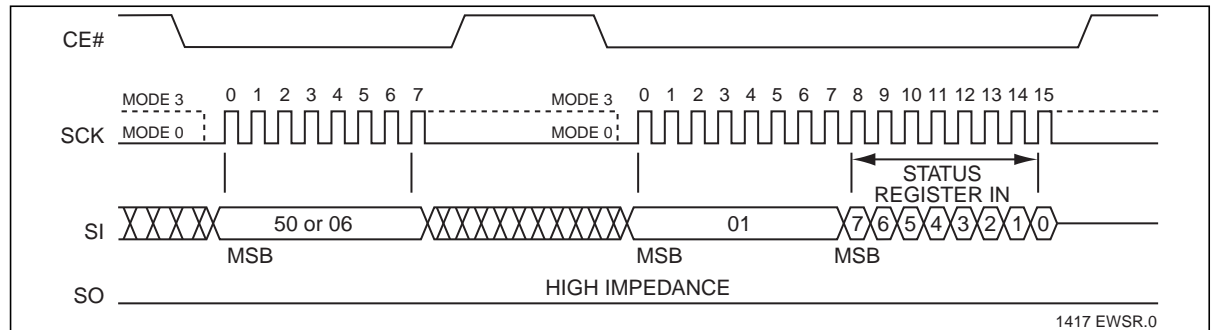 CE#
MODE 3 0 1 2 3 4 5 6 7 MODE 3 0 1 2 3 4 5 6 7 8 9 10 11 12 13 14 15
SCK MODE 0 MODE 0
STATUS
REGISTER IN
SI 50 or 06 01 7 6 5 4 3 2 1 0
MSB MSB MSB
SO HIGH IMPEDANCE
1417 EWSR.0